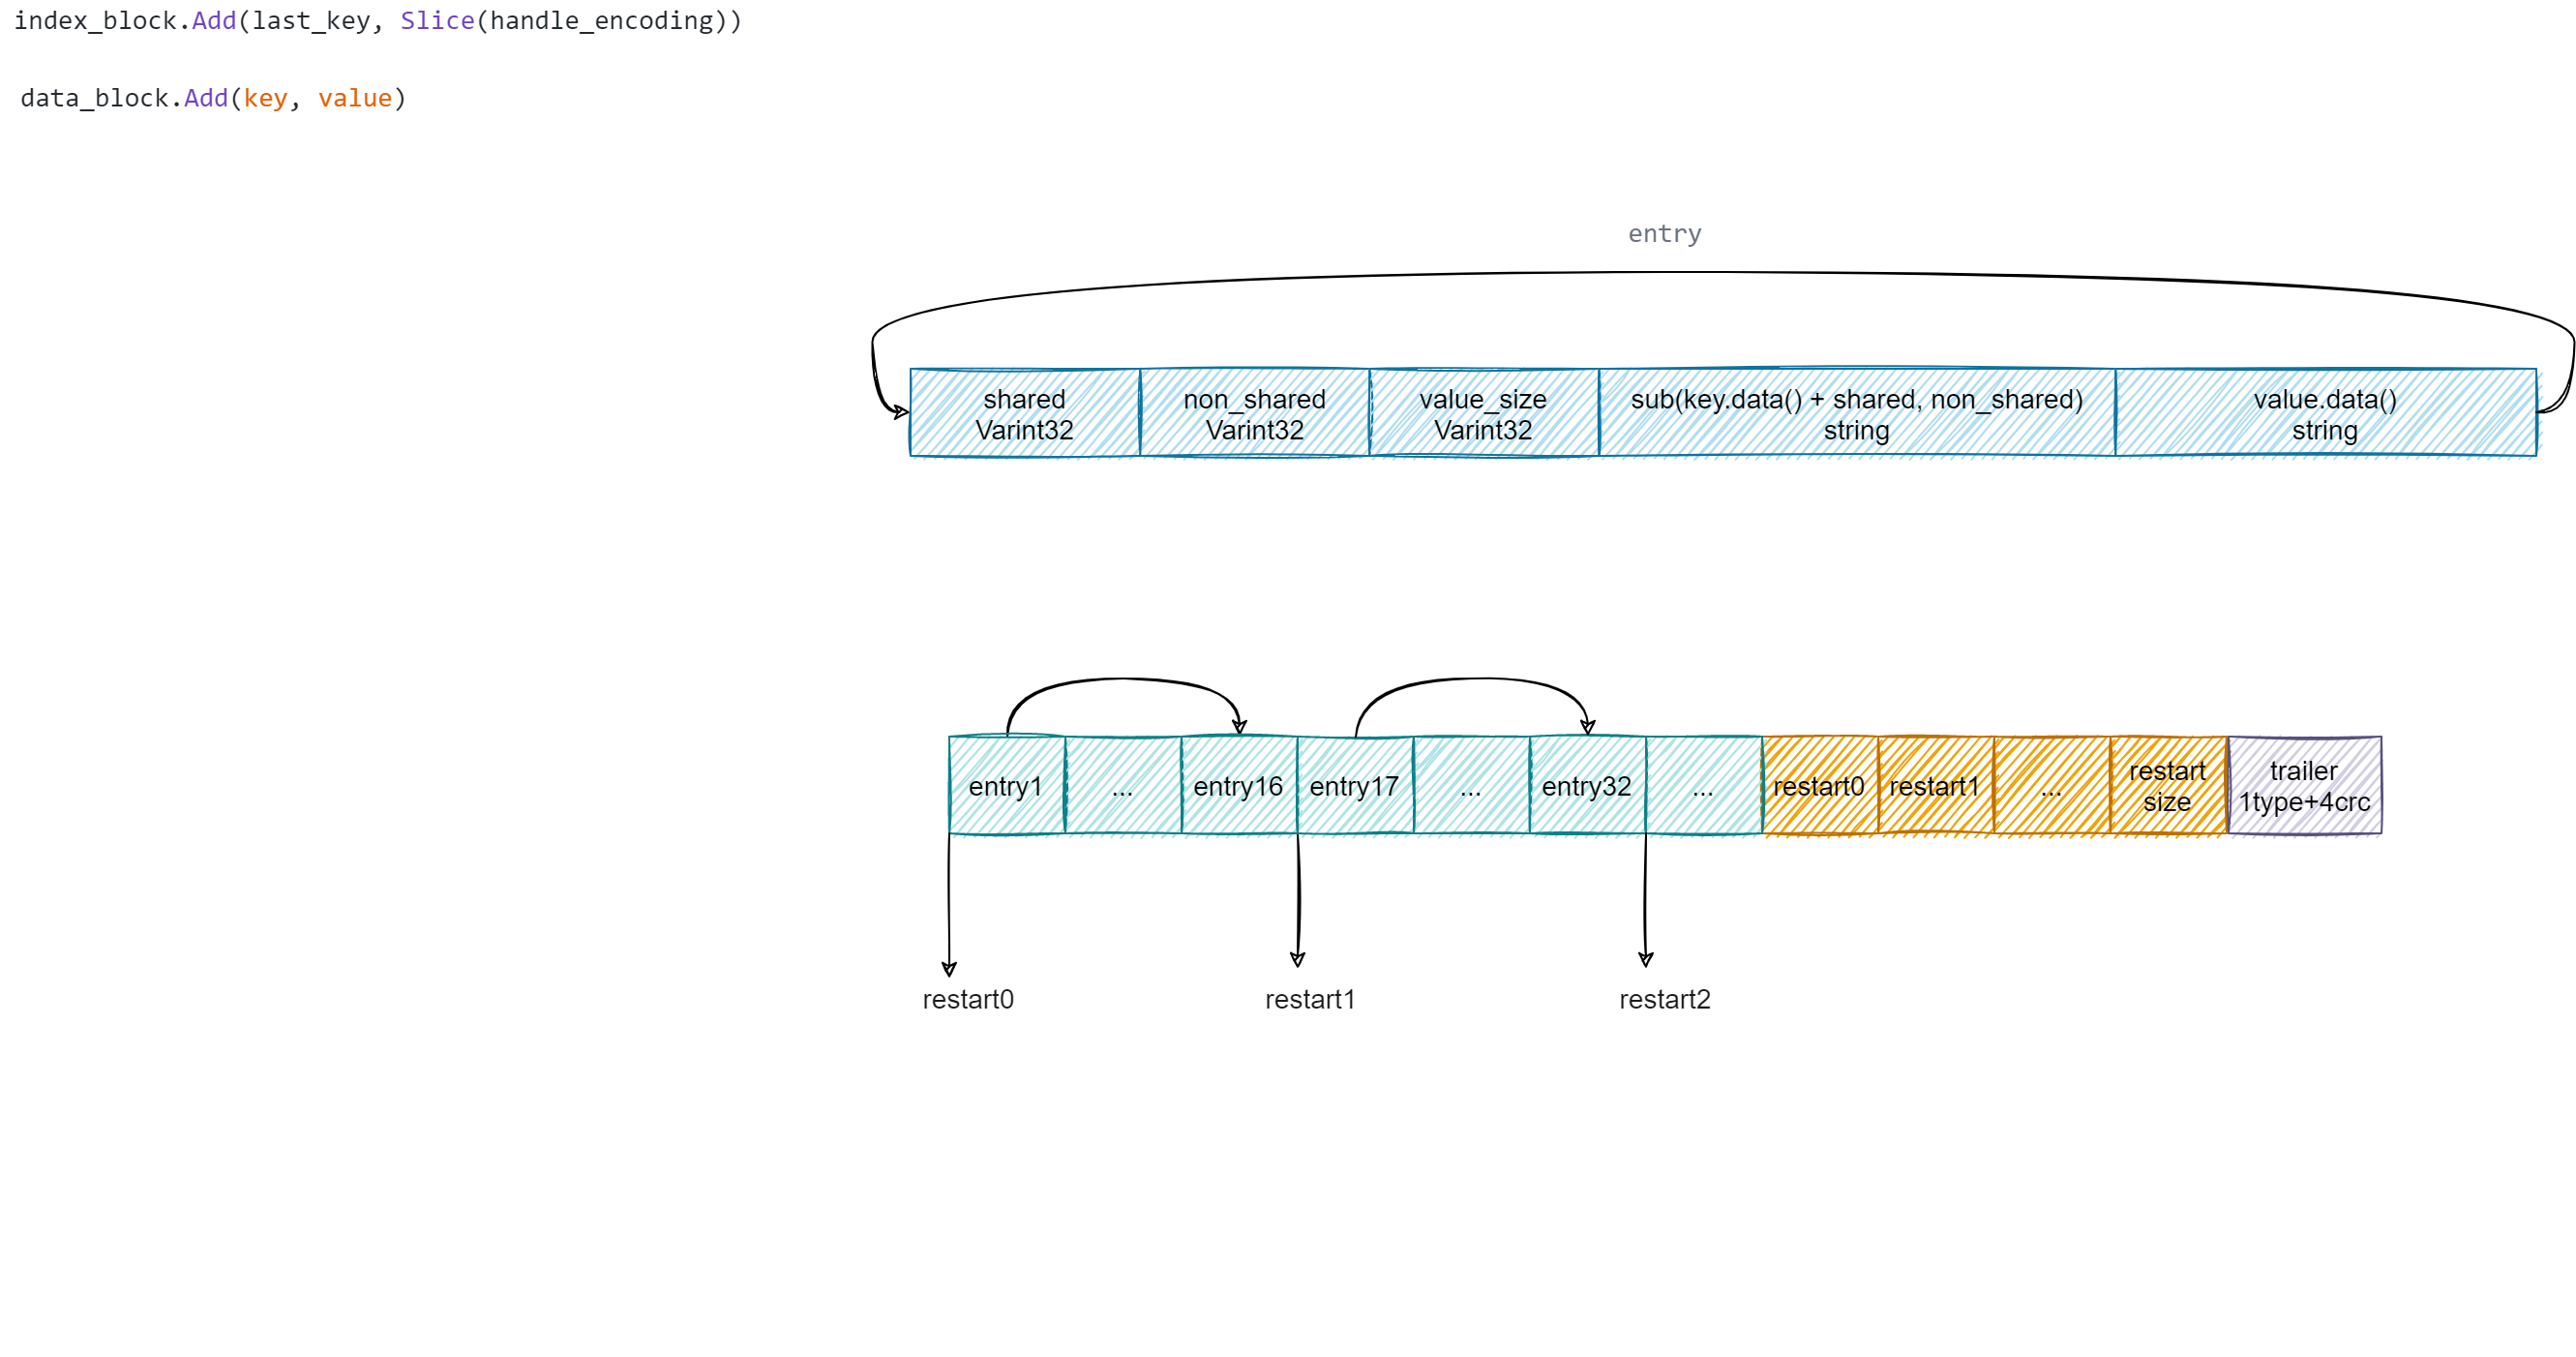 index_block.Add(last_key, Slice(handle_encoding))
data_block.Add(key, value)
entry
shared
Varint32
non_shared
Varint32
value_size
Varint32
sub(key.data() + shared, non_shared)
string
value.data()
string
entry1
...
entry16
entry17
...
entry32
...
restart0
restart1
...
restart
size
trailer
1type+4crc
restart0
restart1
restart2